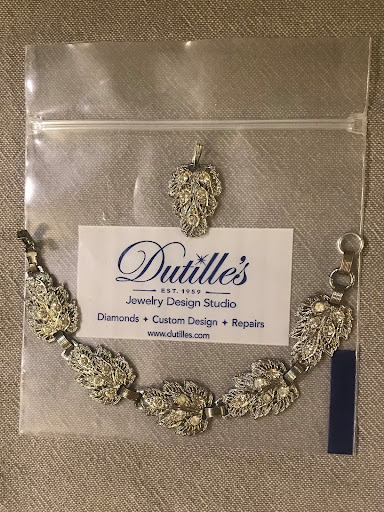 Dutille's
EST. 1959
Jewelry Design Studio
Diamonds + Custom Design + Repairs
www.dutilles.com